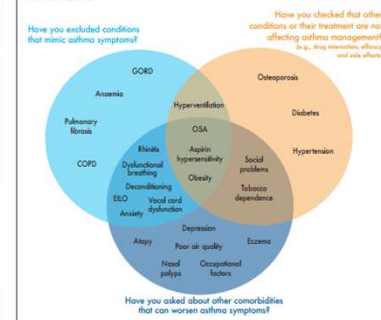 Have you excluded conditions
that mimic asthma symptoms?
Have you checked that other
conditions or their treatment are not
affecting asthma management?
(e.g., drug interaction, efficacy
and side effects
GORD
Anaemia
Pulmonary
fibrosis
COPD
Hyperventilation
OSA
Aspirin
hypersensitivity
Obesity
Osteoporosis
Diabetes
Hypertension
Rhinitis
Dysfunctional
breathing
Deconditioning
EILO
Vocal cord
dysfunction
Anxiety
Social
problems
Tobacco
dependence
Depression
Atopy
Poor air quality
Eczema
Nasal
polyps
Occupational
factors
Have you asked about other comorbidities
that can worsen asthma symptoms?